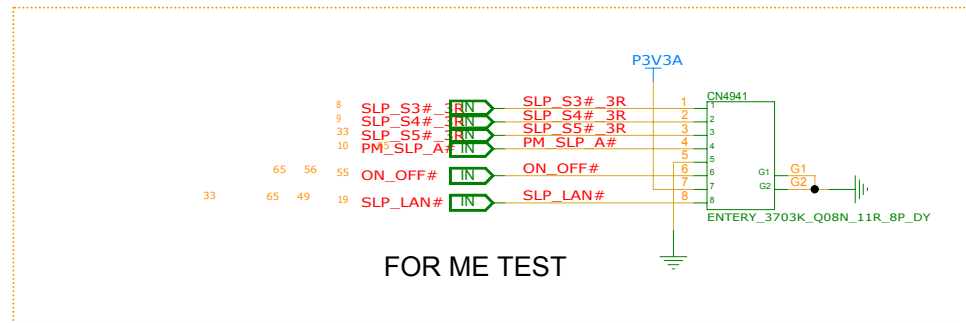 P3V3A
CN4941
8 SLP_S3#_3R IN SLP_S3#_3R 1 1
9 SLP_S4#_3R IN SLP_S4#_3R 2 2
33 SLP_S5#_3R IN SLP_S5#_3R 3 3
10 PM_SLP_A# IN PM_SLP_A# 4 4
5 5
65 56 55 ON_OFF# IN ON_OFF# 6 6 G1 G1
7 7 G2 G2
33 65 49 19 SLP_LAN# IN SLP_LAN# 8 8
ENTERY_3703K_Q08N_11R_8P_DY
FOR ME TEST